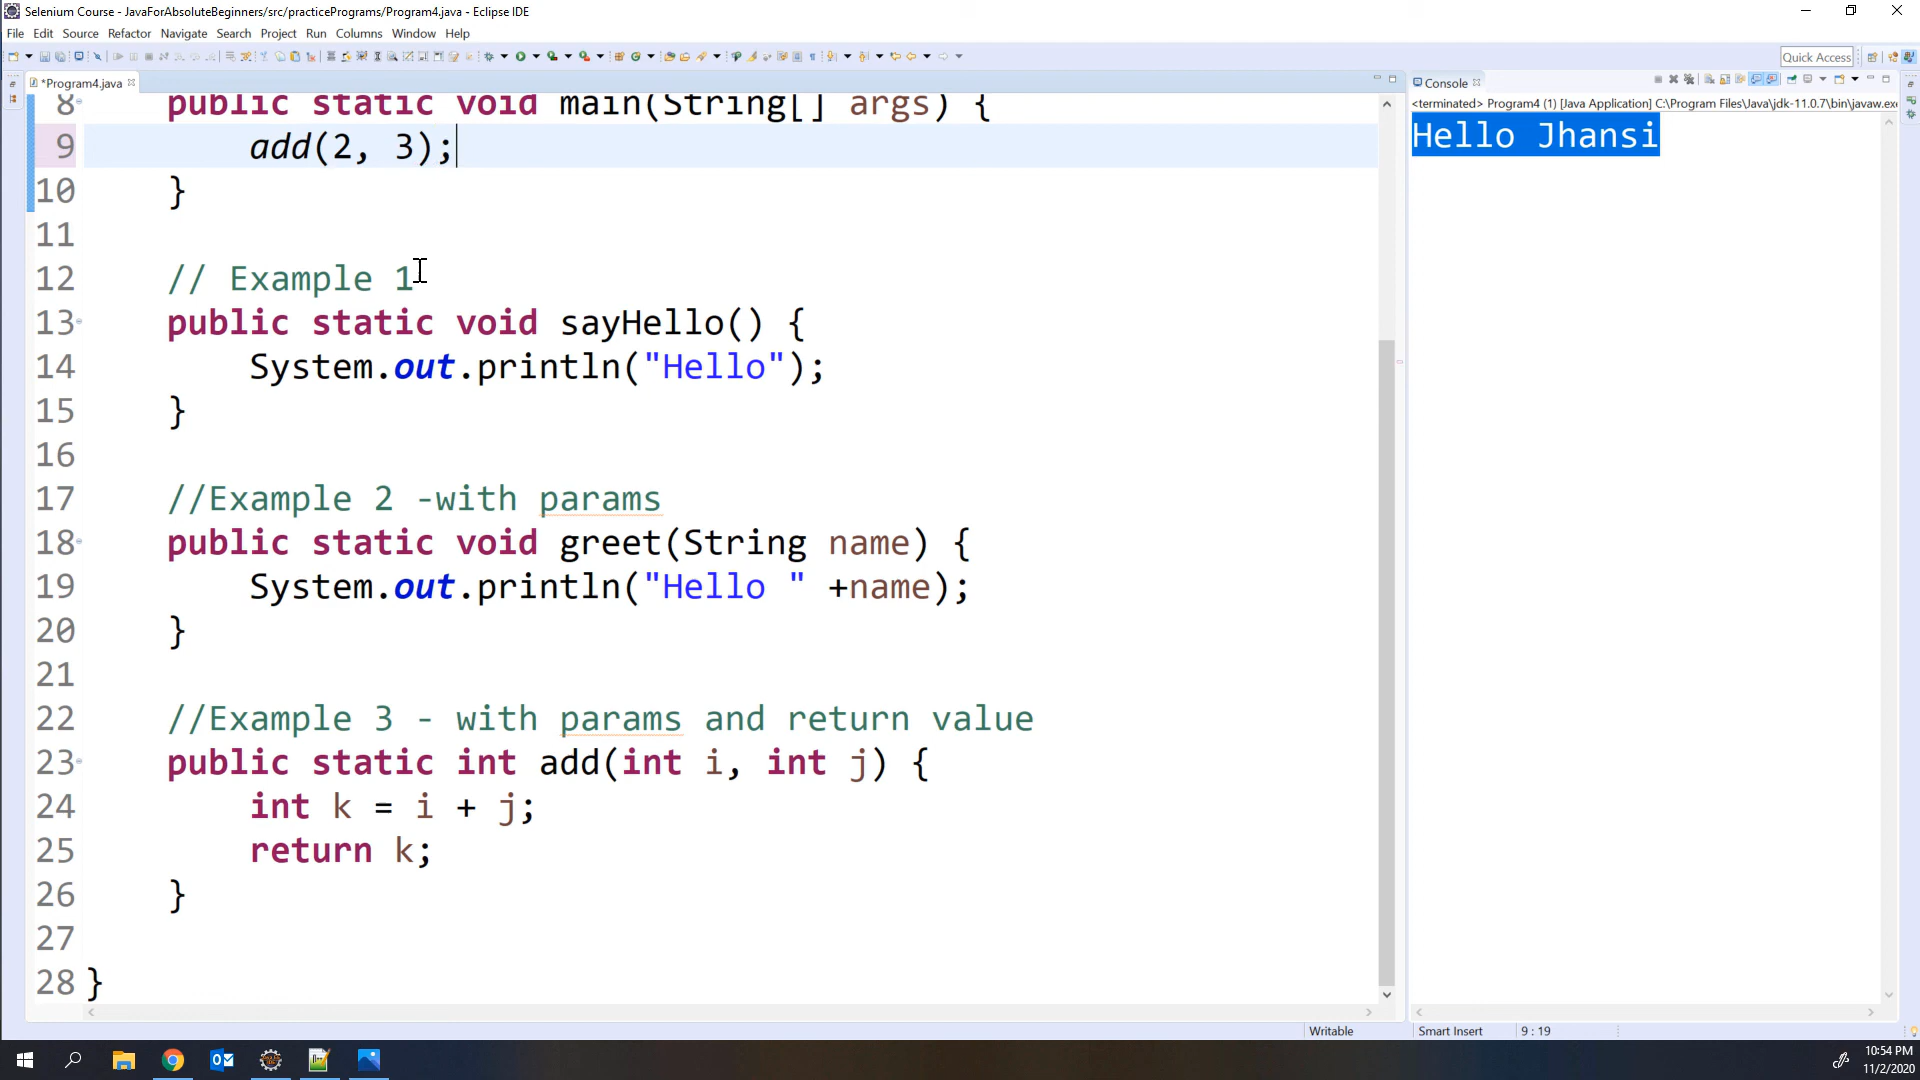 Selenium Course - JavaForAbsoluteBeginners/src/practicePrograms/Program4.java - Eclipse IDE
File Edit Source Refactor Navigate Search Project Run Columns Window Help
Quick Access
*Program4.java
Console
<terminated> Program4 (1) [Java Application] C:\Program Files\Java\jdk-11.0.7\bin\javaw.exe
Hello Jhansi
8 public static void main(String[] args) {
9 add(2, 3);
10 }
11
12 // Example 1
13 public static void sayHello() {
14 System.out.println("Hello");
15 }
16
17 //Example 2 -with params
18 public static void greet(String name) {
19 System.out.println("Hello " +name);
20 }
21
22 //Example 3 - with params and return value
23 public static int add(int i, int j) {
24 int k = i + j;
25 return k;
26 }
27
28 }
Writable Smart Insert 9 : 19
10:54 PM
11/2/2020